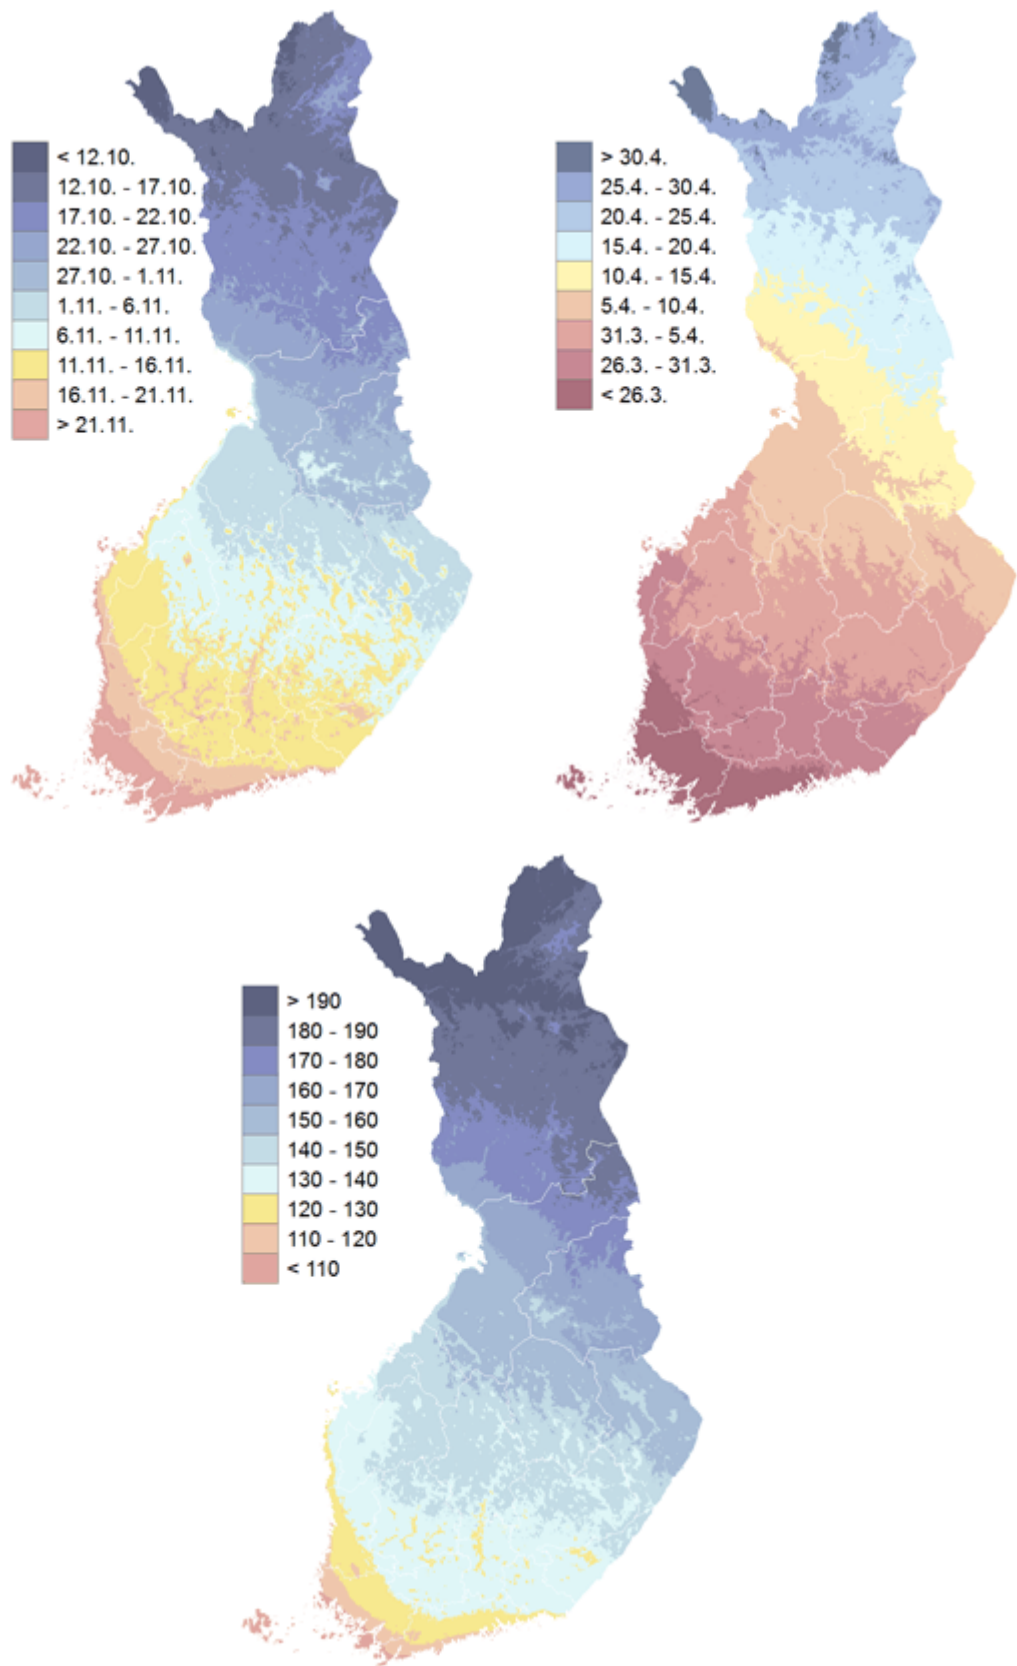 < 12.10.
12.10. - 17.10.
17.10. - 22.10.
22.10. - 27.10.
27.10. - 1.11.
1.11. - 6.11.
6.11. - 11.11.
11.11. - 16.11.
16.11. - 21.11.
> 21.11.
> 30.4.
25.4. - 30.4.
20.4. - 25.4.
15.4. - 20.4.
10.4. - 15.4.
5.4. - 10.4.
31.3. - 5.4.
26.3. - 31.3.
< 26.3.
> 190
180 - 190
170 - 180
160 - 170
150 - 160
140 - 150
130 - 140
120 - 130
110 - 120
< 110